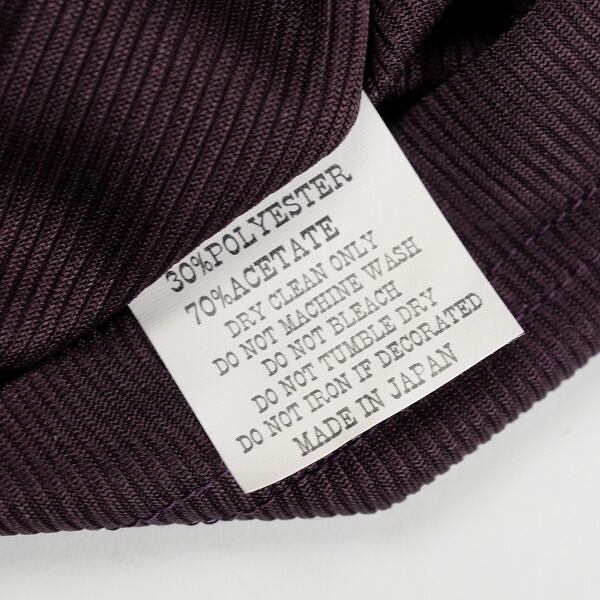 30%POLYESTER
70%ACETATE
DRY CLEAN ONLY
DO NOT MACHINE WASH
DO NOT BLEACH
DO NOT TUMBLE DRY
DO NOT IRON IF DECORATED
MADE IN JAPAN